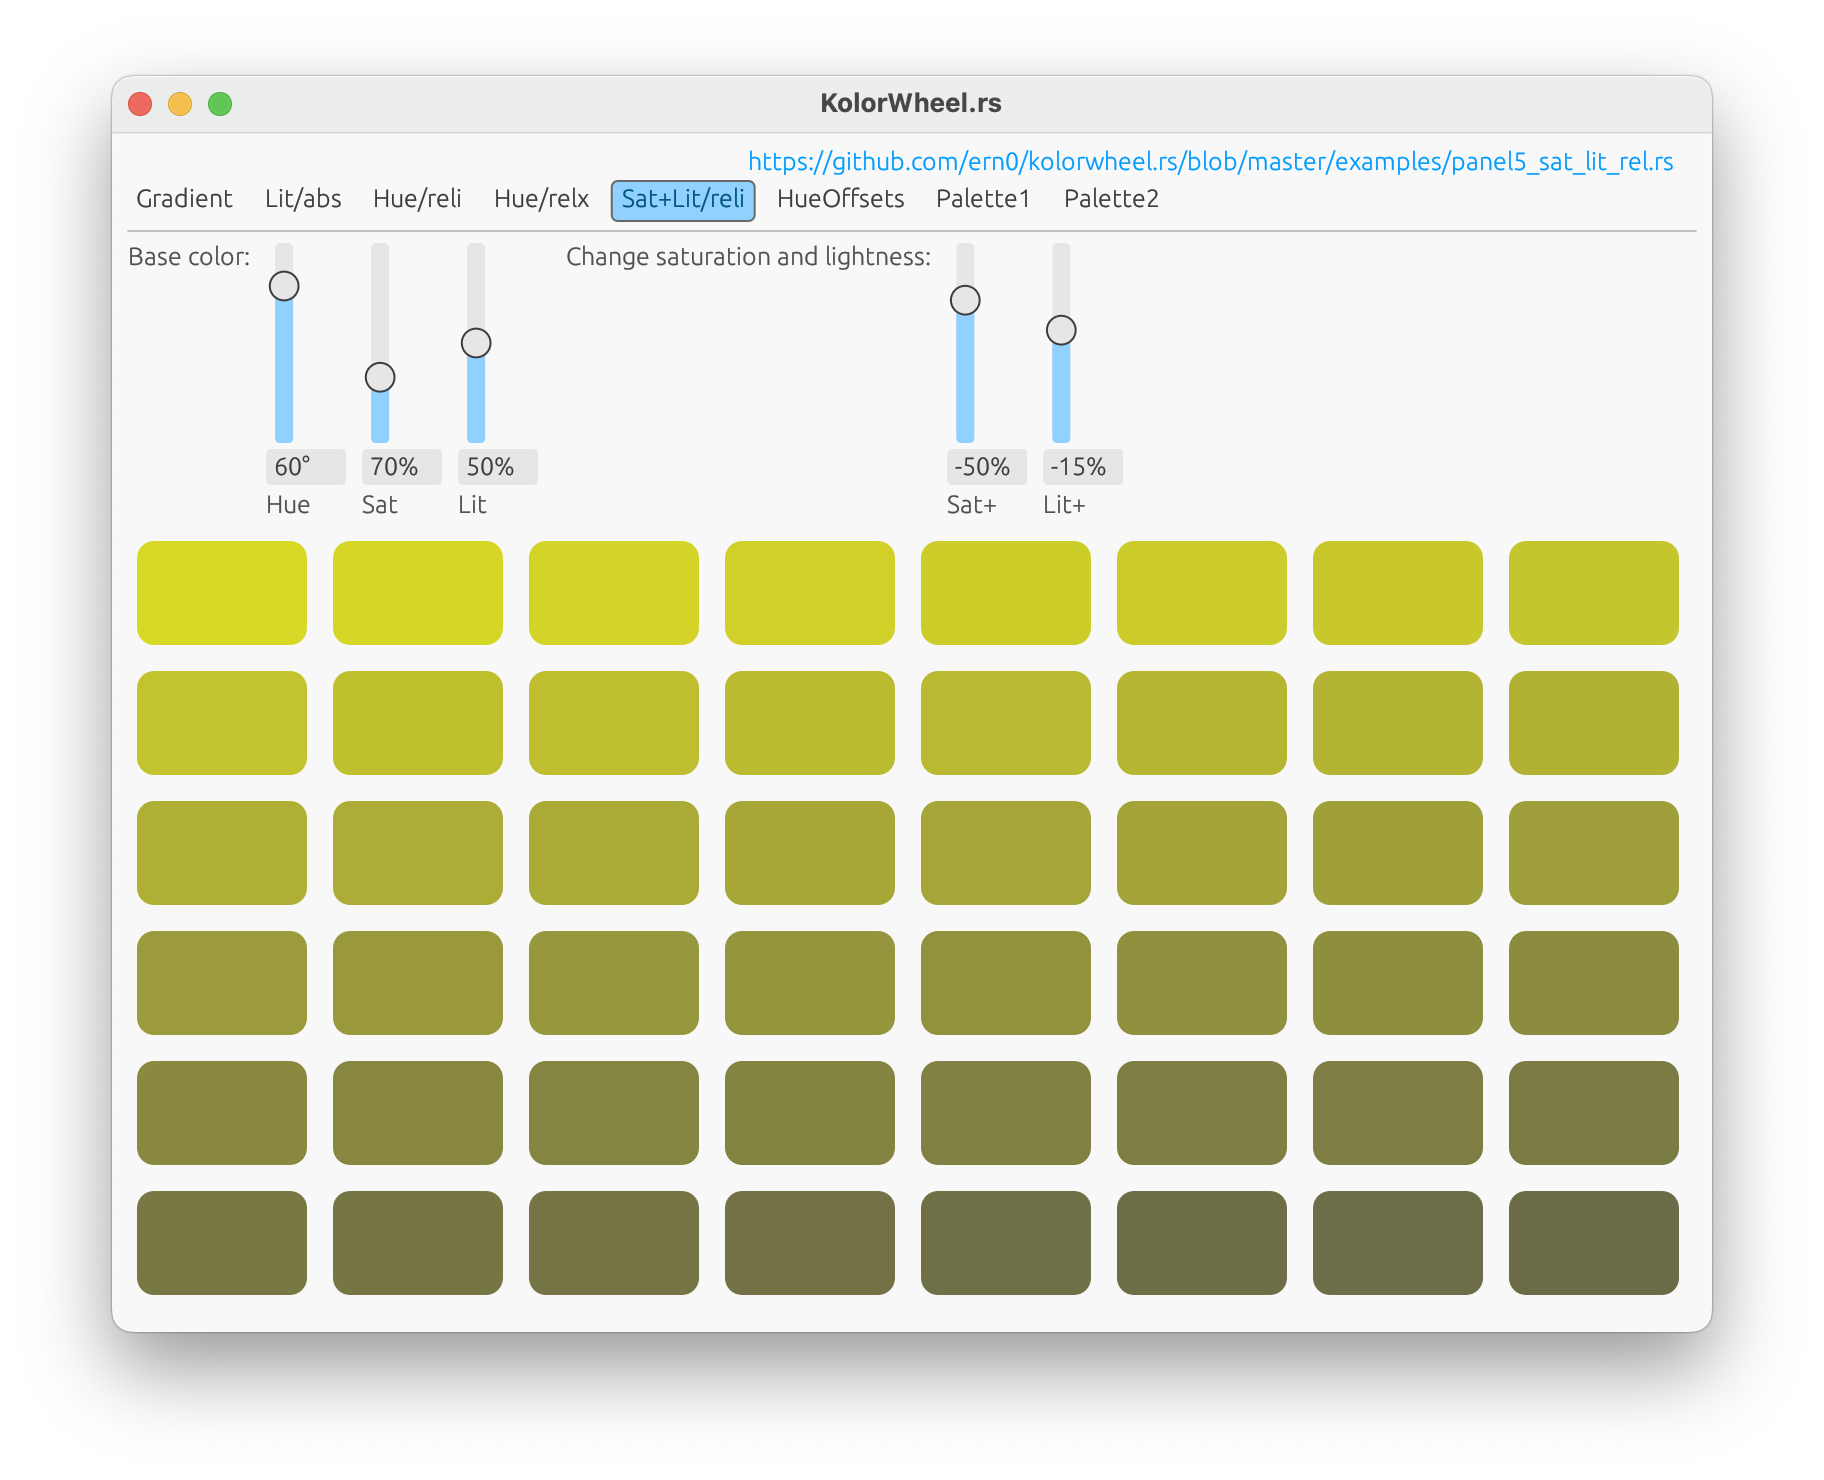 KolorWheel.rs
https://github.com/ern0/kolorwheel.rs/blob/master/examples/panel5_sat_lit_rel.rs
Gradient Lit/abs Hue/reli Hue/relx Sat+Lit/reli HueOffsets Palette1 Palette2
Base color: Change saturation and lightness:
60° 70% 50% -50% -15%
Hue Sat Lit Sat+ Lit+